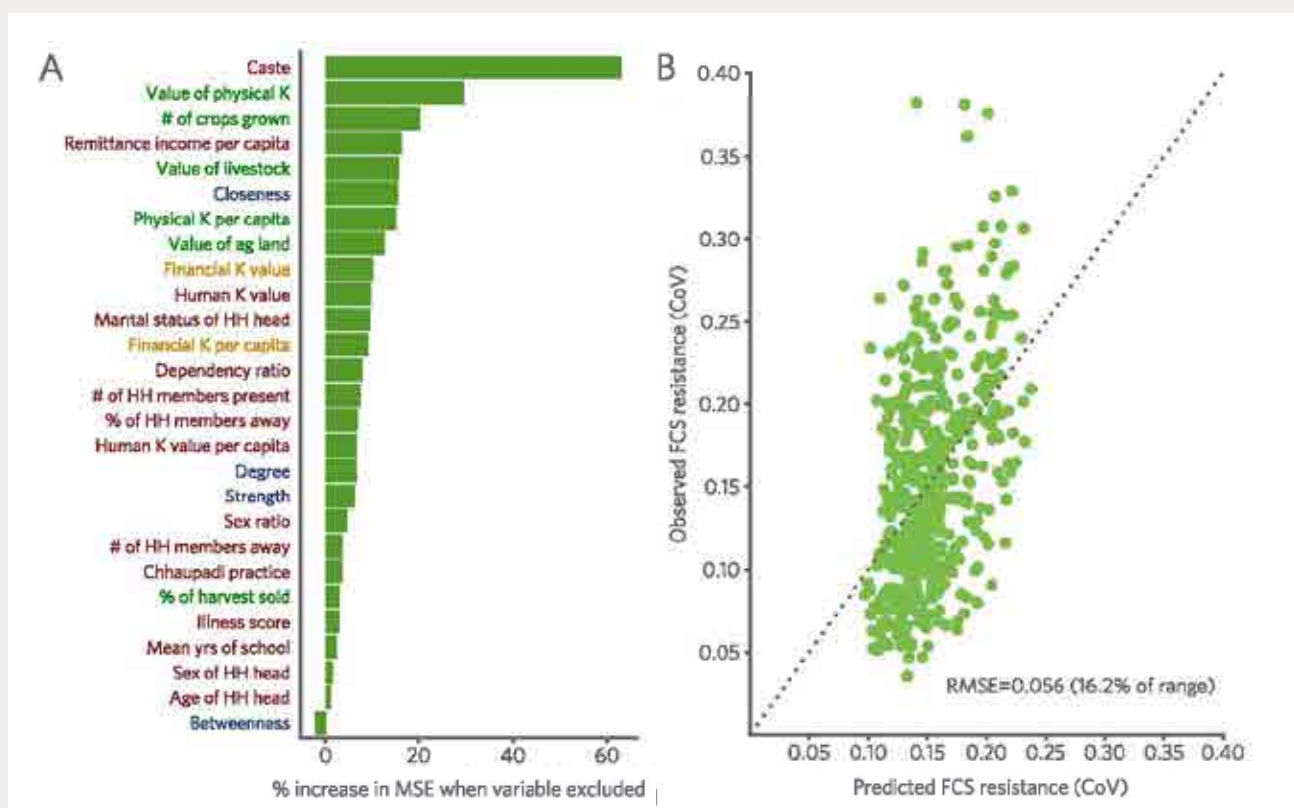 A
Caste
Value of physical K
# of crops grown
Remittance income per capita
Value of livestock
Closeness
Physical K per capita
Value of ag land
Financial K value
Human K value
Marital status of HH head
Financial K per capita
Dependency ratio
# of HH members present
% of HH members away
Human K value per capita
Degree
Strength
Sex ratio
# of HH members away
Chhaupadi practice
% of harvest sold
Illness score
Mean yrs of school
Sex of HH head
Age of HH head
Betweenness
0 20 40 60
% increase in MSE when variable excluded
B
0.40
0.35
0.30
0.25
0.20
0.15
0.10
0.05
Observed FCS resistance (CoV)
RMSE=0.056 (16.2% of range)
0.05 0.10 0.15 0.20 0.25 0.30 0.35 0.40
Predicted FCS resistance (CoV)